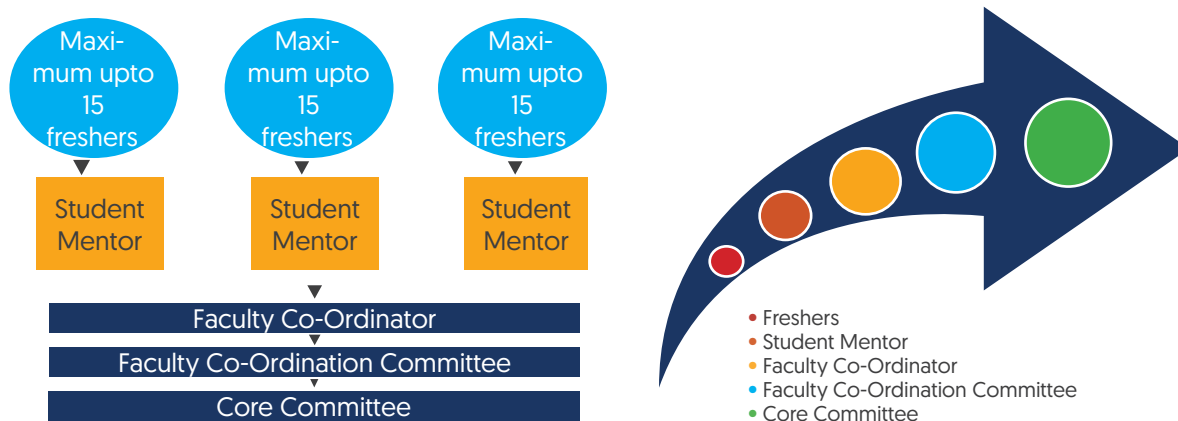 Maxi-
mum upto
15
freshers
Maxi-
mum upto
15
freshers
Maxi-
mum upto
15
freshers
Student
Mentor
Student
Mentor
Student
Mentor
Faculty Co-Ordinator
Faculty Co-Ordination Committee
Core Committee
• Freshers
• Student Mentor
• Faculty Co-Ordinator
• Faculty Co-Ordination Committee
• Core Committee